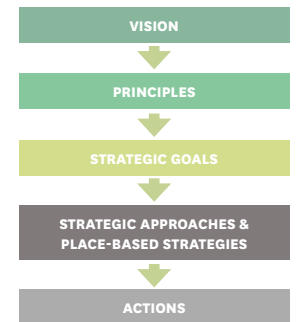 VISION
PRINCIPLES
STRATEGIC GOALS
STRATEGIC APPROACHES &
PLACE-BASED STRATEGIES
ACTIONS